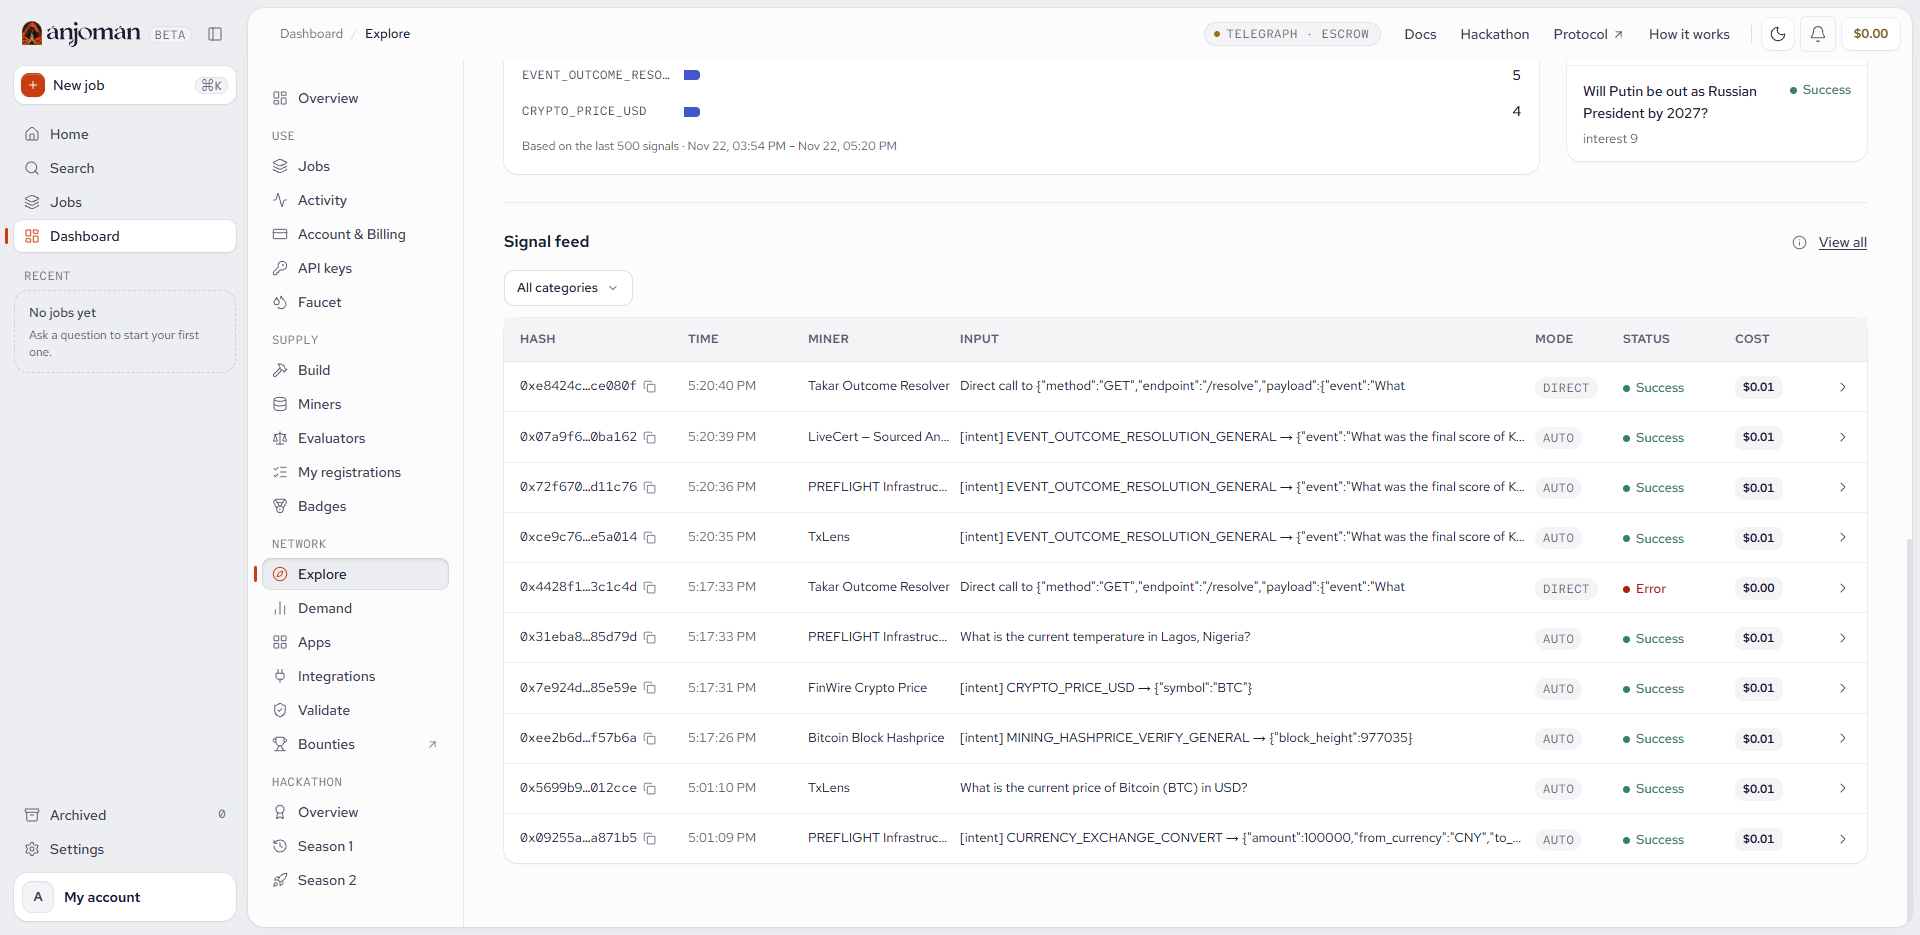 anjoman BETA
New job ⌘K
Home
Search
Jobs
Dashboard
RECENT
No jobs yet
Ask a question to start your first
one.
Archived 0
Settings
A My account
Dashboard / Explore
TELEGRAPH · ESCROW
Docs
Hackathon
Protocol
How it works
$0.00
Overview
USE
Jobs
Activity
Account & Billing
API keys
Faucet
SUPPLY
Build
Miners
Evaluators
My registrations
Badges
NETWORK
Explore
Demand
Apps
Integrations
Validate
Bounties
HACKATHON
Overview
Season 1
Season 2
EVENT_OUTCOME_RESO… 5
CRYPTO_PRICE_USD 4
Based on the last 500 signals · Nov 22, 03:54 PM – Nov 22, 05:20 PM
Will Putin be out as Russian
President by 2027?
Success
interest 9
Signal feed
View all
All categories
HASH TIME MINER INPUT MODE STATUS COST
0xe8424c…ce080f 5:20:40 PM Takar Outcome Resolver Direct call to {"method":"GET","endpoint":"/resolve","payload":{"event":"What DIRECT Success $0.01
0x07a9f6…0ba162 5:20:39 PM LiveCert – Sourced An… [intent] EVENT_OUTCOME_RESOLUTION_GENERAL → {"event":"What was the final score of K… AUTO Success $0.01
0x72f670…d11c76 5:20:36 PM PREFLIGHT Infrastruc… [intent] EVENT_OUTCOME_RESOLUTION_GENERAL → {"event":"What was the final score of K… AUTO Success $0.01
0xce9c76…e5a014 5:20:35 PM TxLens [intent] EVENT_OUTCOME_RESOLUTION_GENERAL → {"event":"What was the final score of K… AUTO Success $0.01
0x4428f1…3c1c4d 5:17:33 PM Takar Outcome Resolver Direct call to {"method":"GET","endpoint":"/resolve","payload":{"event":"What DIRECT Error $0.00
0x31eba8…85d79d 5:17:33 PM PREFLIGHT Infrastruc… What is the current temperature in Lagos, Nigeria? AUTO Success $0.01
0x7e924d…85e59e 5:17:31 PM FinWire Crypto Price [intent] CRYPTO_PRICE_USD → {"symbol":"BTC"} AUTO Success $0.01
0xee2b6d…f57b6a 5:17:26 PM Bitcoin Block Hashprice [intent] MINING_HASHPRICE_VERIFY_GENERAL → {"block_height":977035} AUTO Success $0.01
0x5699b9…012cce 5:01:10 PM TxLens What is the current price of Bitcoin (BTC) in USD? AUTO Success $0.01
0x09255a…a871b5 5:01:09 PM PREFLIGHT Infrastruc… [intent] CURRENCY_EXCHANGE_CONVERT → {"amount":100000,"from_currency":"CNY","to_… AUTO Success $0.01